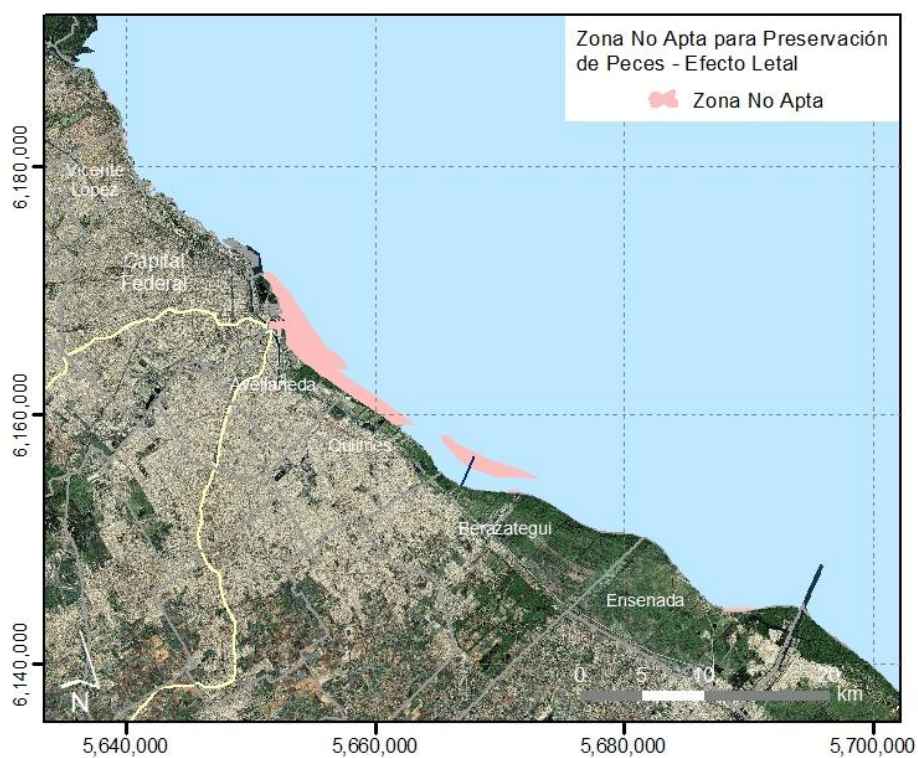 Zona No Apta para Preservación
de Peces - Efecto Letal
Zona No Apta
6,180,000
6,160,000
6,140,000
Vicente
López
Capital
Federal
Avellaneda
Quilmes
Berazategui
Ensenada
0 5 10 20
km
N
5,640,000 5,660,000 5,680,000 5,700,000